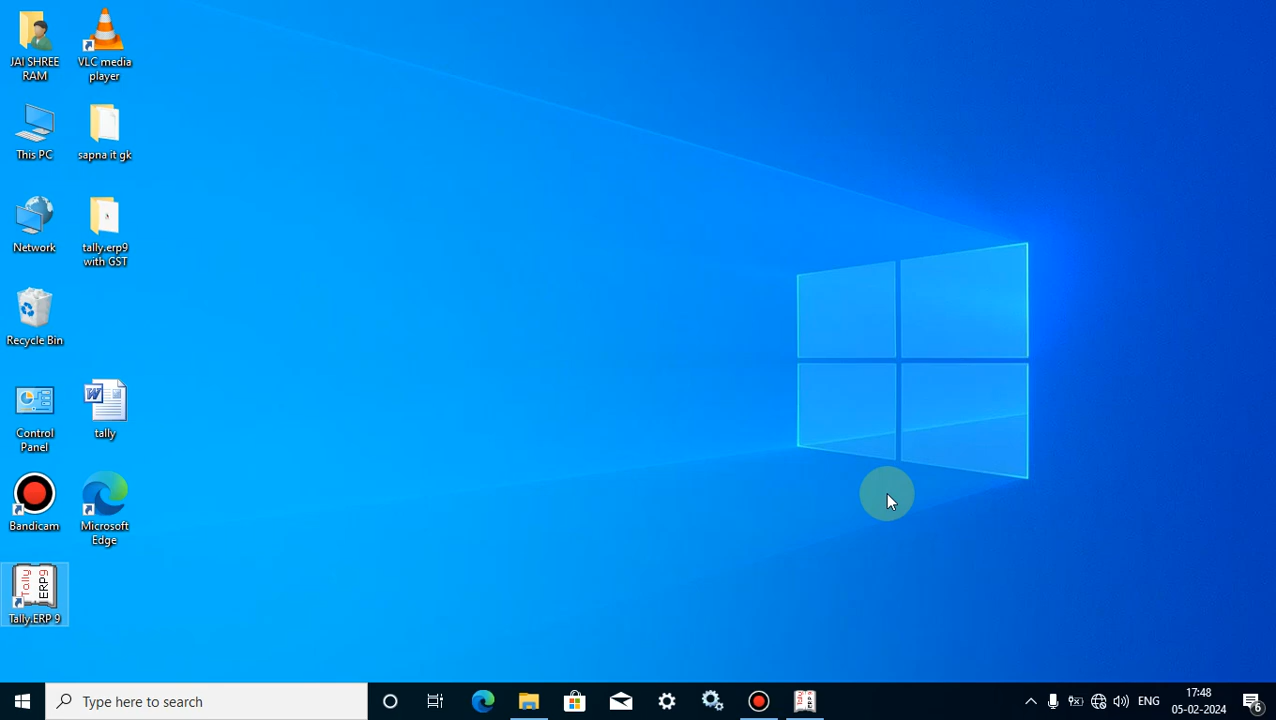 JAI SHREE
RAM
VLC media
player
This PC
sapna it gk
Network
tally.erp9
with GST
Recycle Bin
Control
Panel
tally
Bandicam
Microsoft
Edge
Tally
ERP9
Tally.ERP 9
Type here to search
ENG
17:48
05-02-2024
6